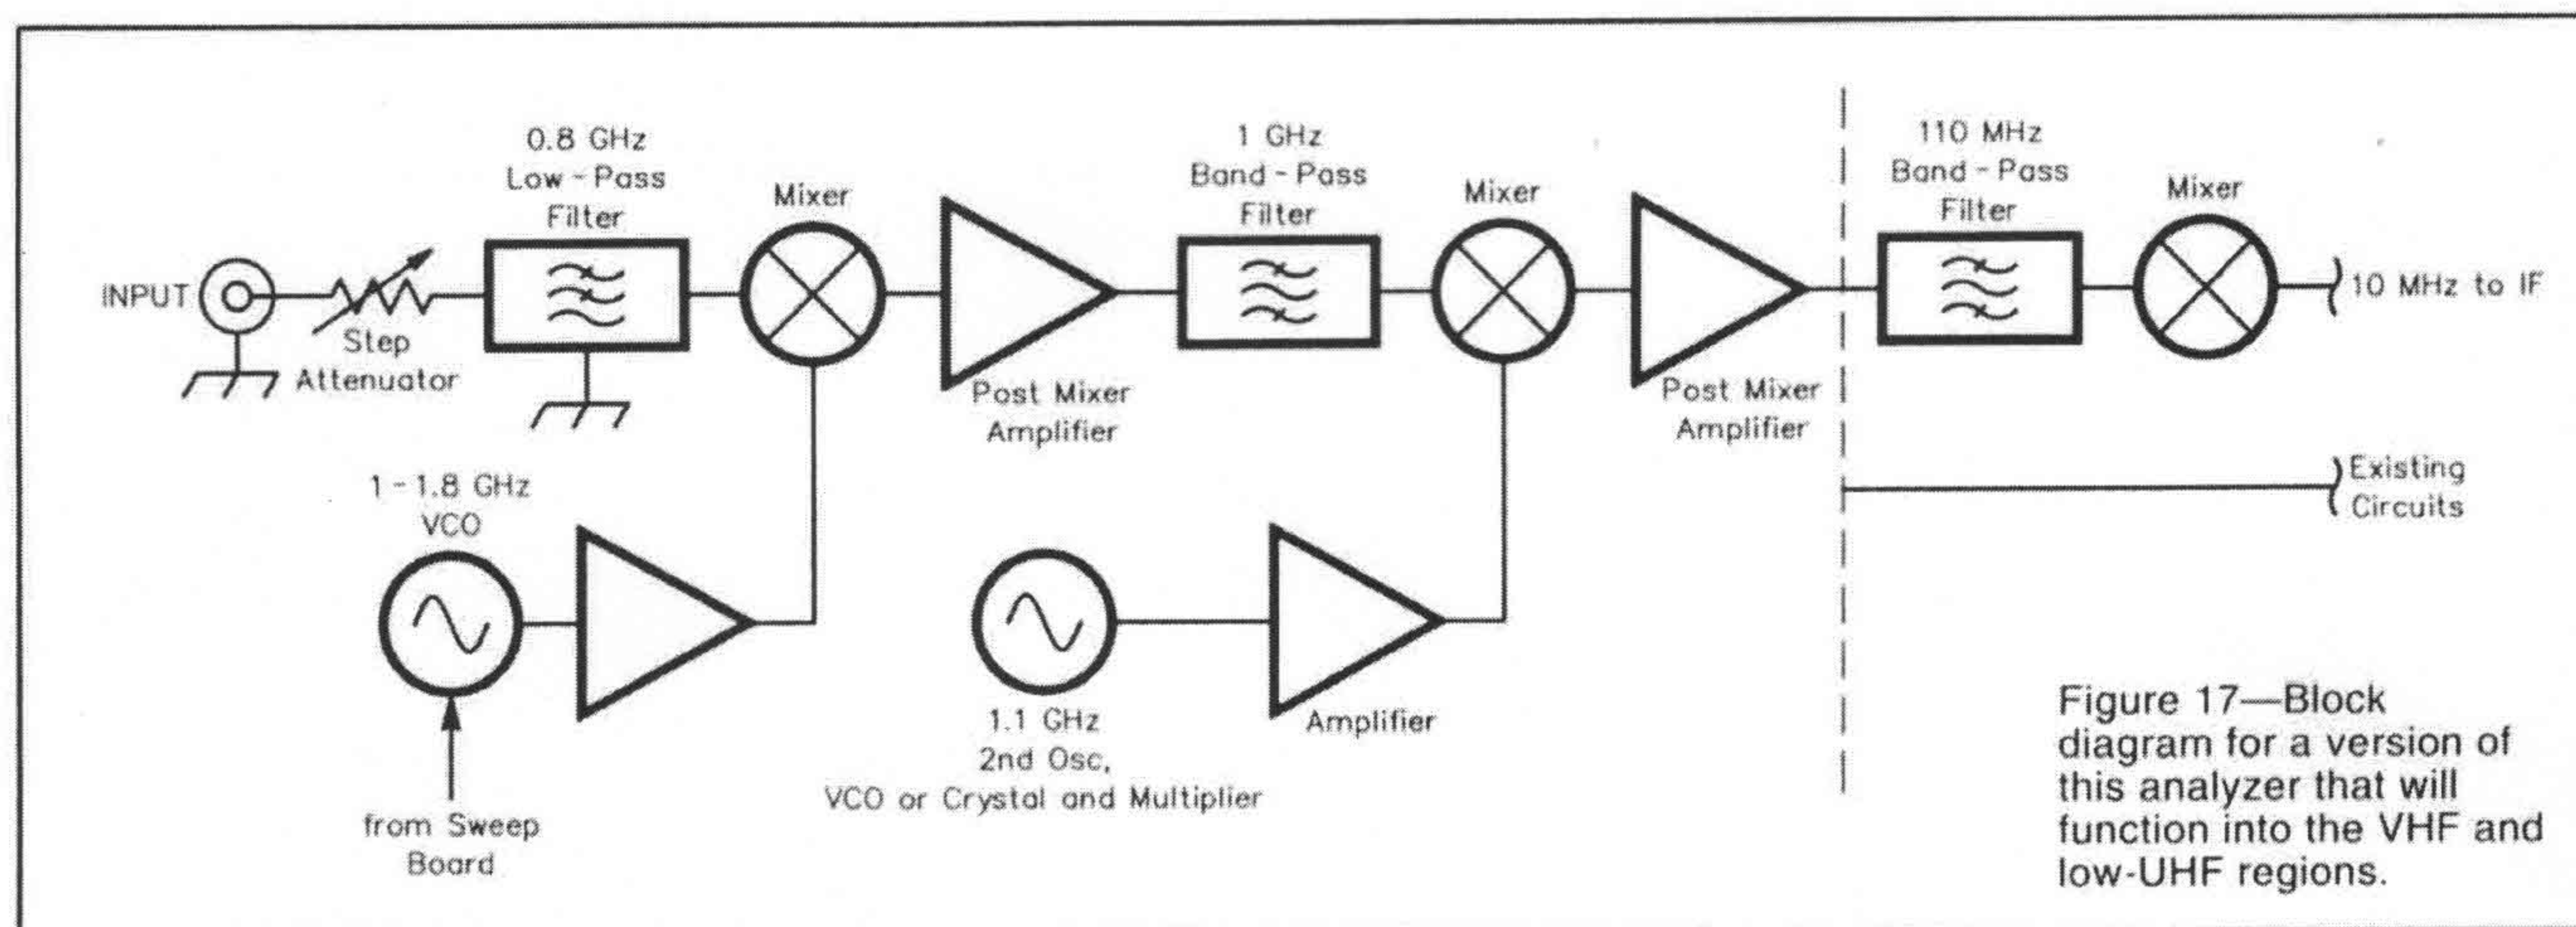 0.8 GHz
Low - Pass
Filter
Mixer
1 GHz
Band - Pass
Filter
Mixer
110 MHz
Band - Pass
Filter
Mixer
INPUT
Step
Attenuator
Post Mixer
Amplifier
Post Mixer
Amplifier
10 MHz to IF
Existing
Circuits
1 - 1.8 GHz
VCO
from Sweep
Board
1.1 GHz
2nd Osc,
VCO or Crystal and Multiplier
Amplifier
Figure 17—Block
diagram for a version of
this analyzer that will
function into the VHF and
low-UHF regions.